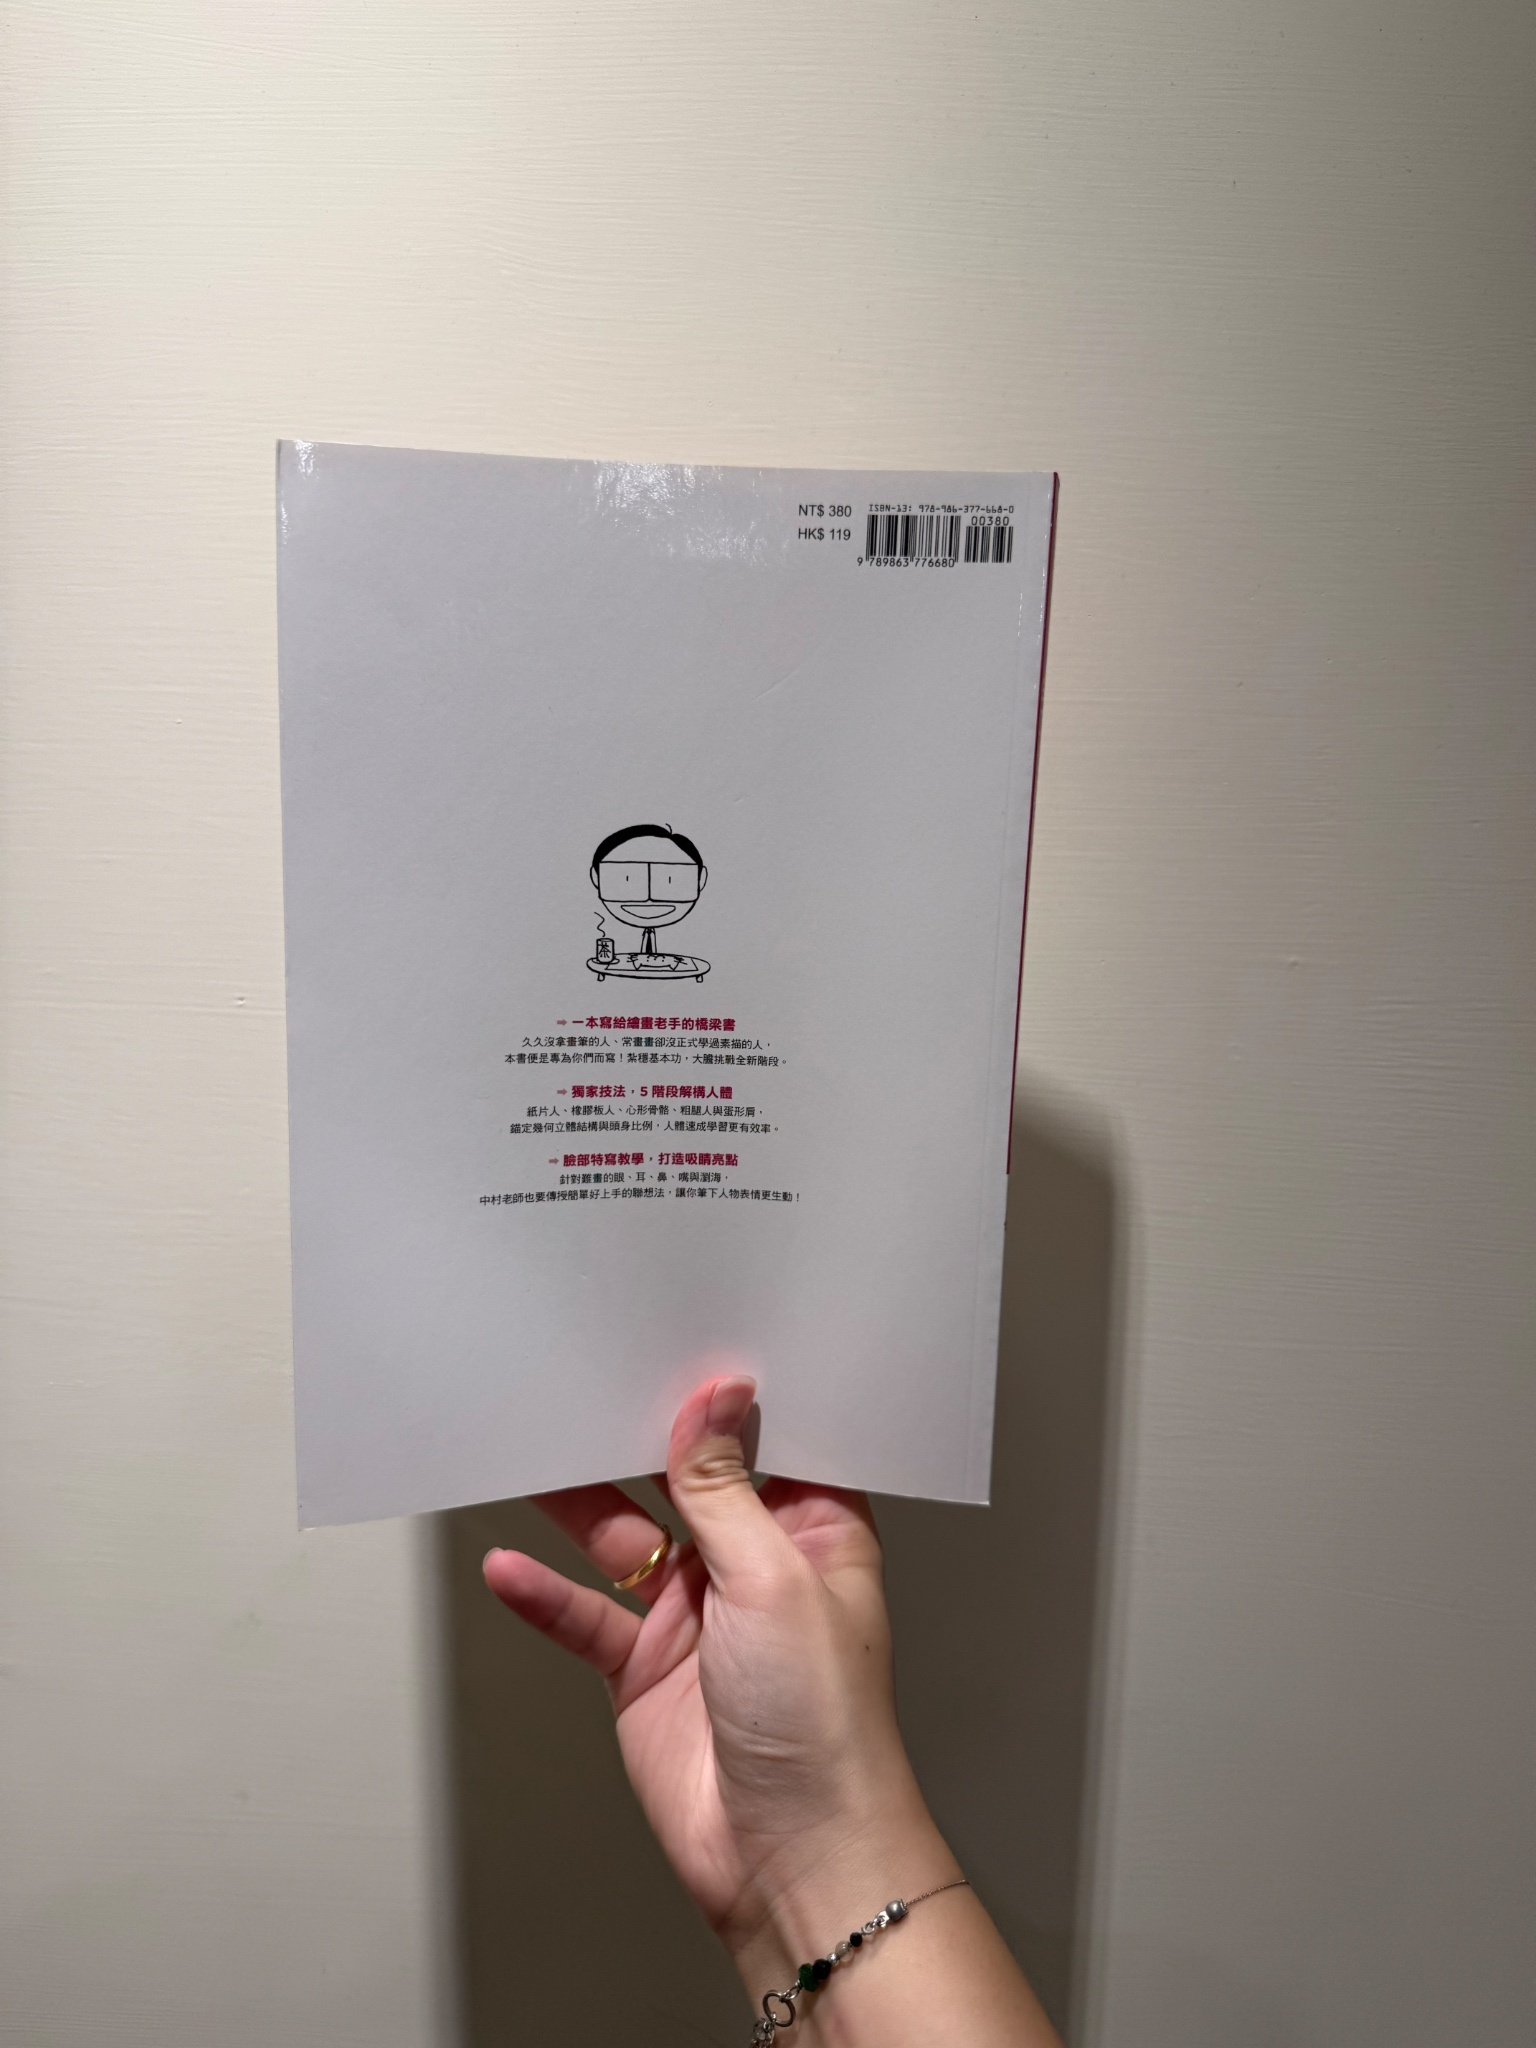 NT$ 380
HK$ 119
ISBN-13: 978-986-377-668-0
00380
9 789863 776680
茶
➡ 一本寫給繪畫老手的橋梁書
久久沒拿畫筆的人、常畫畫卻沒正式學過素描的人，
本書便是專為你們而寫！紮穩基本功，大膽挑戰全新階段。
➡ 獨家技法，5 階段解構人體
紙片人、橡膠板人、心形骨骼、粗腿人與蛋形肩，
錨定幾何立體結構與頭身比例，人體速成學習更有效率。
➡ 臉部特寫教學，打造吸睛亮點
針對難畫的眼、耳、鼻、嘴與瀏海，
中村老師也要傳授簡單好上手的聯想法，讓你筆下人物表情更生動！